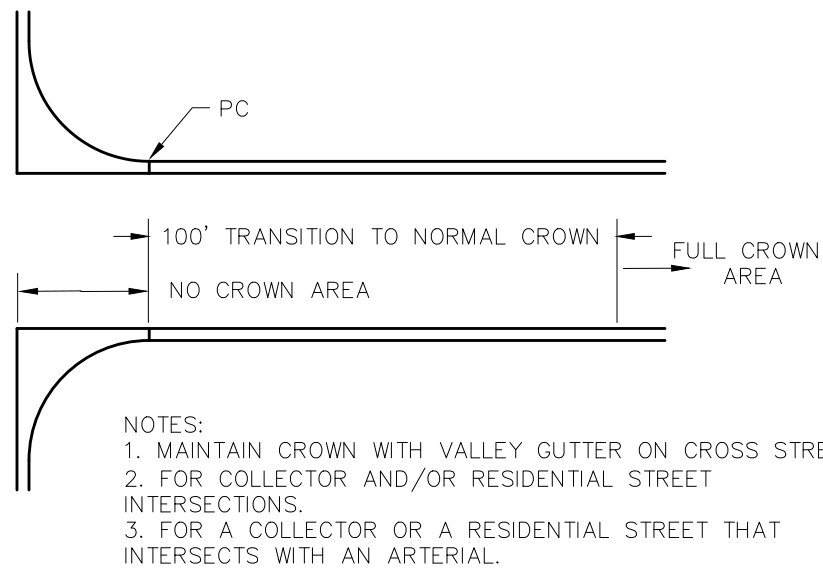 PC
100' TRANSITION TO NORMAL CROWN
FULL CROWN
AREA
NO CROWN AREA
NOTES:
1. MAINTAIN CROWN WITH VALLEY GUTTER ON CROSS
2. FOR COLLECTOR AND/OR RESIDENTIAL STREET
INTERSECTIONS.
3. FOR A COLLECTOR OR A RESIDENTIAL STREET THAT
INTERSECTS WITH AN ARTERIAL.